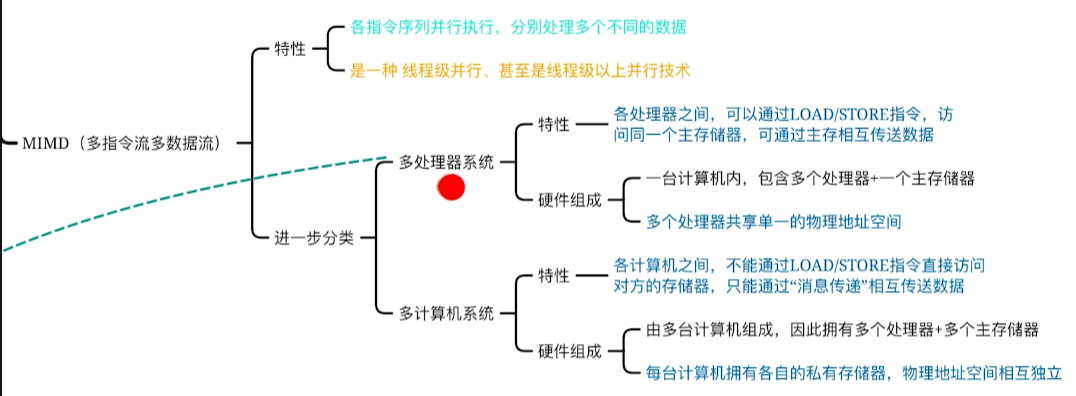 MIMD（多指令流多数据流）
特性
各指令序列并行执行，分别处理多个不同的数据
是一种 线程级并行、甚至是线程级以上并行技术
进一步分类
多处理器系统
特性
各处理器之间，可以通过LOAD/STORE指令，访
问同一个主存储器，可通过主存相互传送数据
硬件组成
一台计算机内，包含多个处理器+一个主存储器
多个处理器共享单一的物理地址空间
多计算机系统
特性
各计算机之间，不能通过LOAD/STORE指令直接访问
对方的存储器，只能通过“消息传递”相互传送数据
硬件组成
由多台计算机组成，因此拥有多个处理器+多个主存储器
每台计算机拥有各自的私有存储器，物理地址空间相互独立